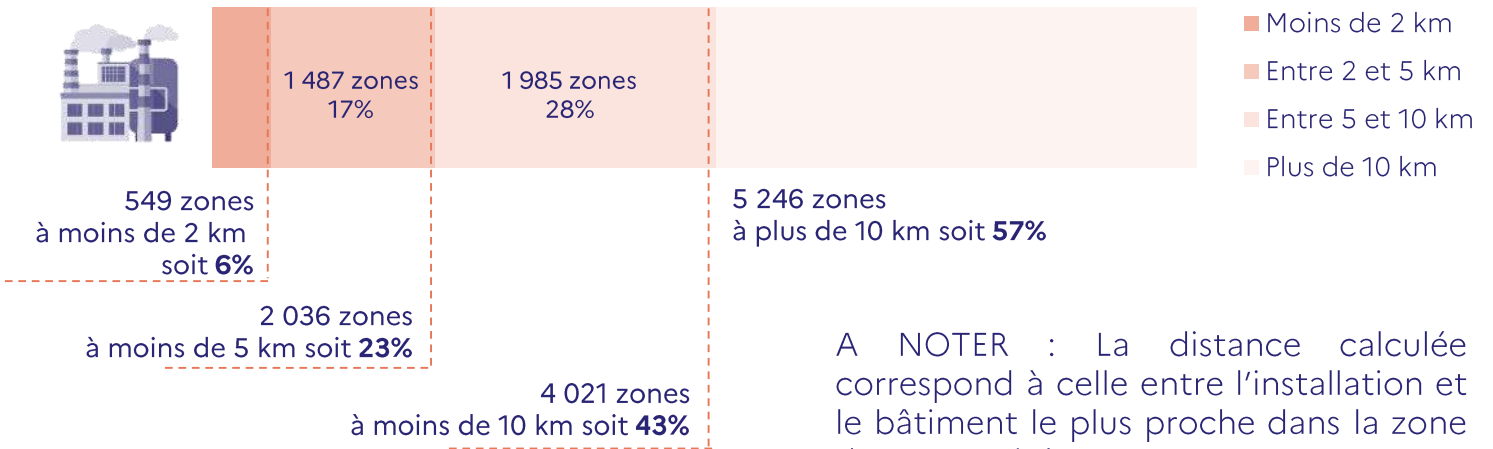 Moins de 2 km
Entre 2 et 5 km
Entre 5 et 10 km
Plus de 10 km
1 487 zones
17%
1 985 zones
28%
549 zones
à moins de 2 km
soit 6%
2 036 zones
à moins de 5 km soit 23%
4 021 zones
à moins de 10 km soit 43%
5 246 zones
à plus de 10 km soit 57%
A NOTER : La distance calculée
correspond à celle entre l’installation et
le bâtiment le plus proche dans la zone